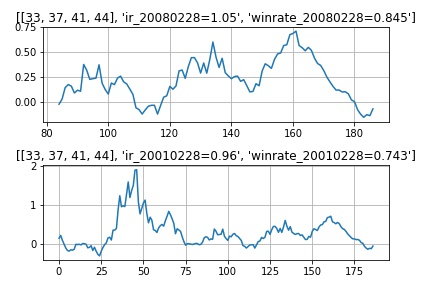 [[33, 37, 41, 44], 'ir_20080228=1.05', 'winrate_20080228=0.845']
0.75
0.50
0.25
0.00
80 100 120 140 160 180
[[33, 37, 41, 44], 'ir_20010228=0.96', 'winrate_20010228=0.743']
2
1
0
0 25 50 75 100 125 150 175